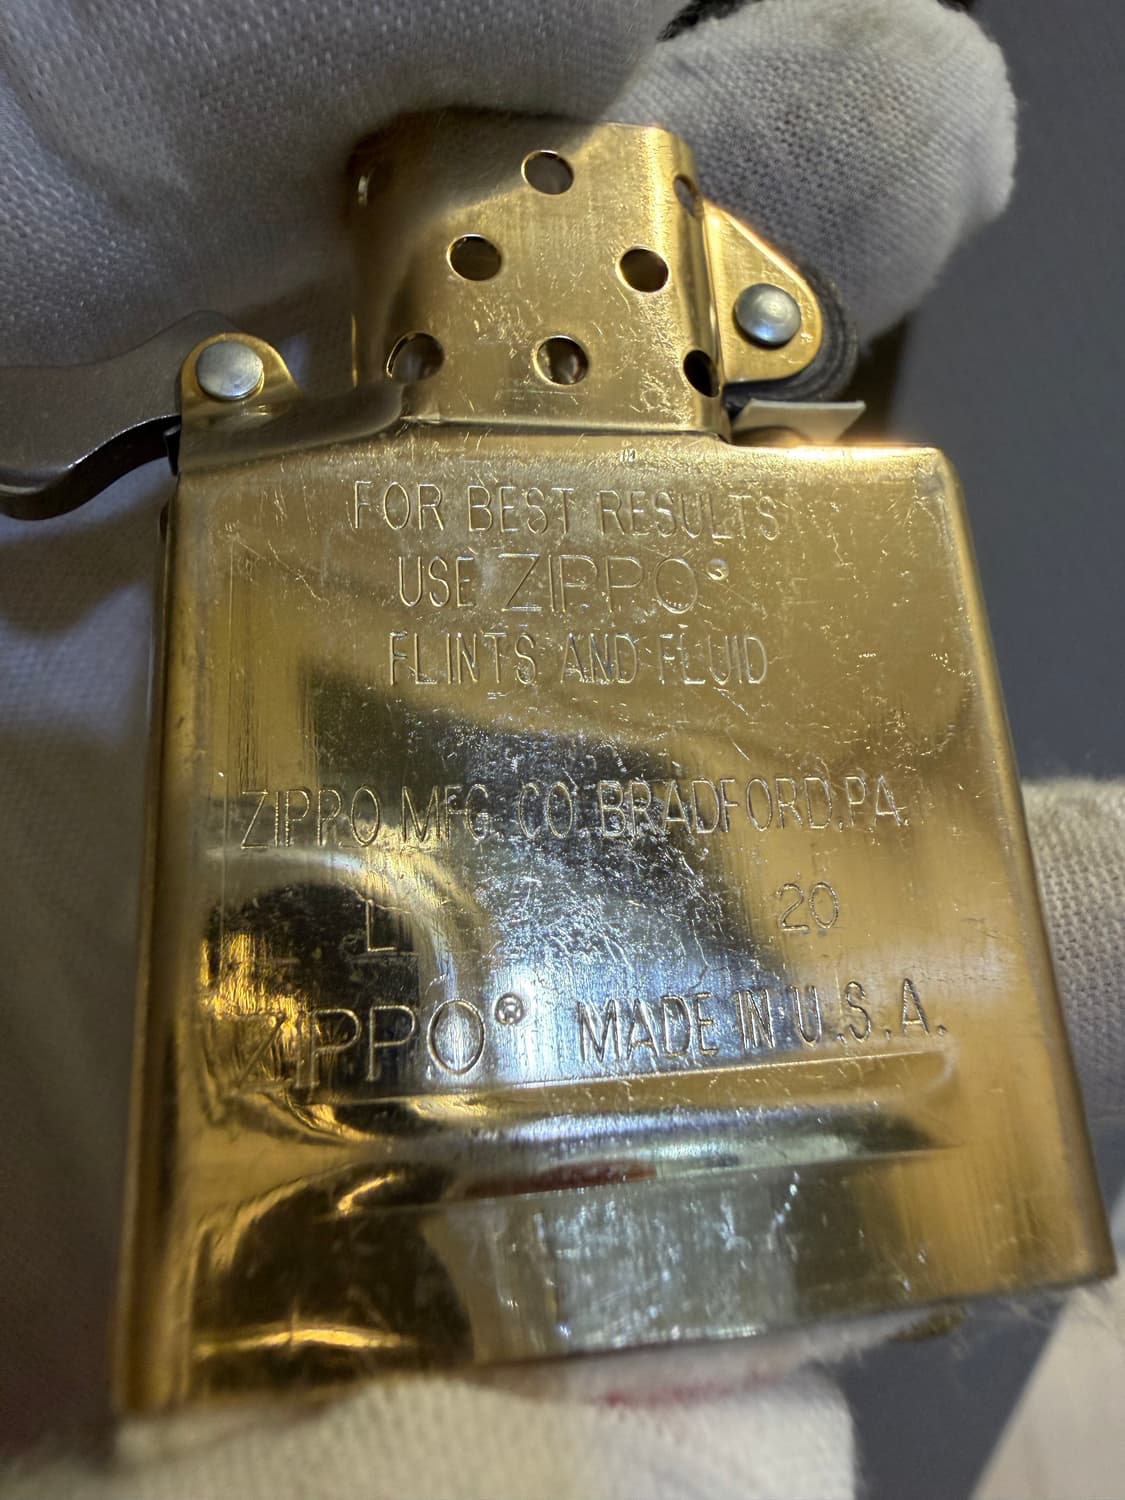 FOR BEST RESULTS
USE ZIPPO®
FLINTS AND FLUID
ZIPPO MFG. CO. BRADFORD, PA.
L 20
ZIPPO® MADE IN U.S.A.